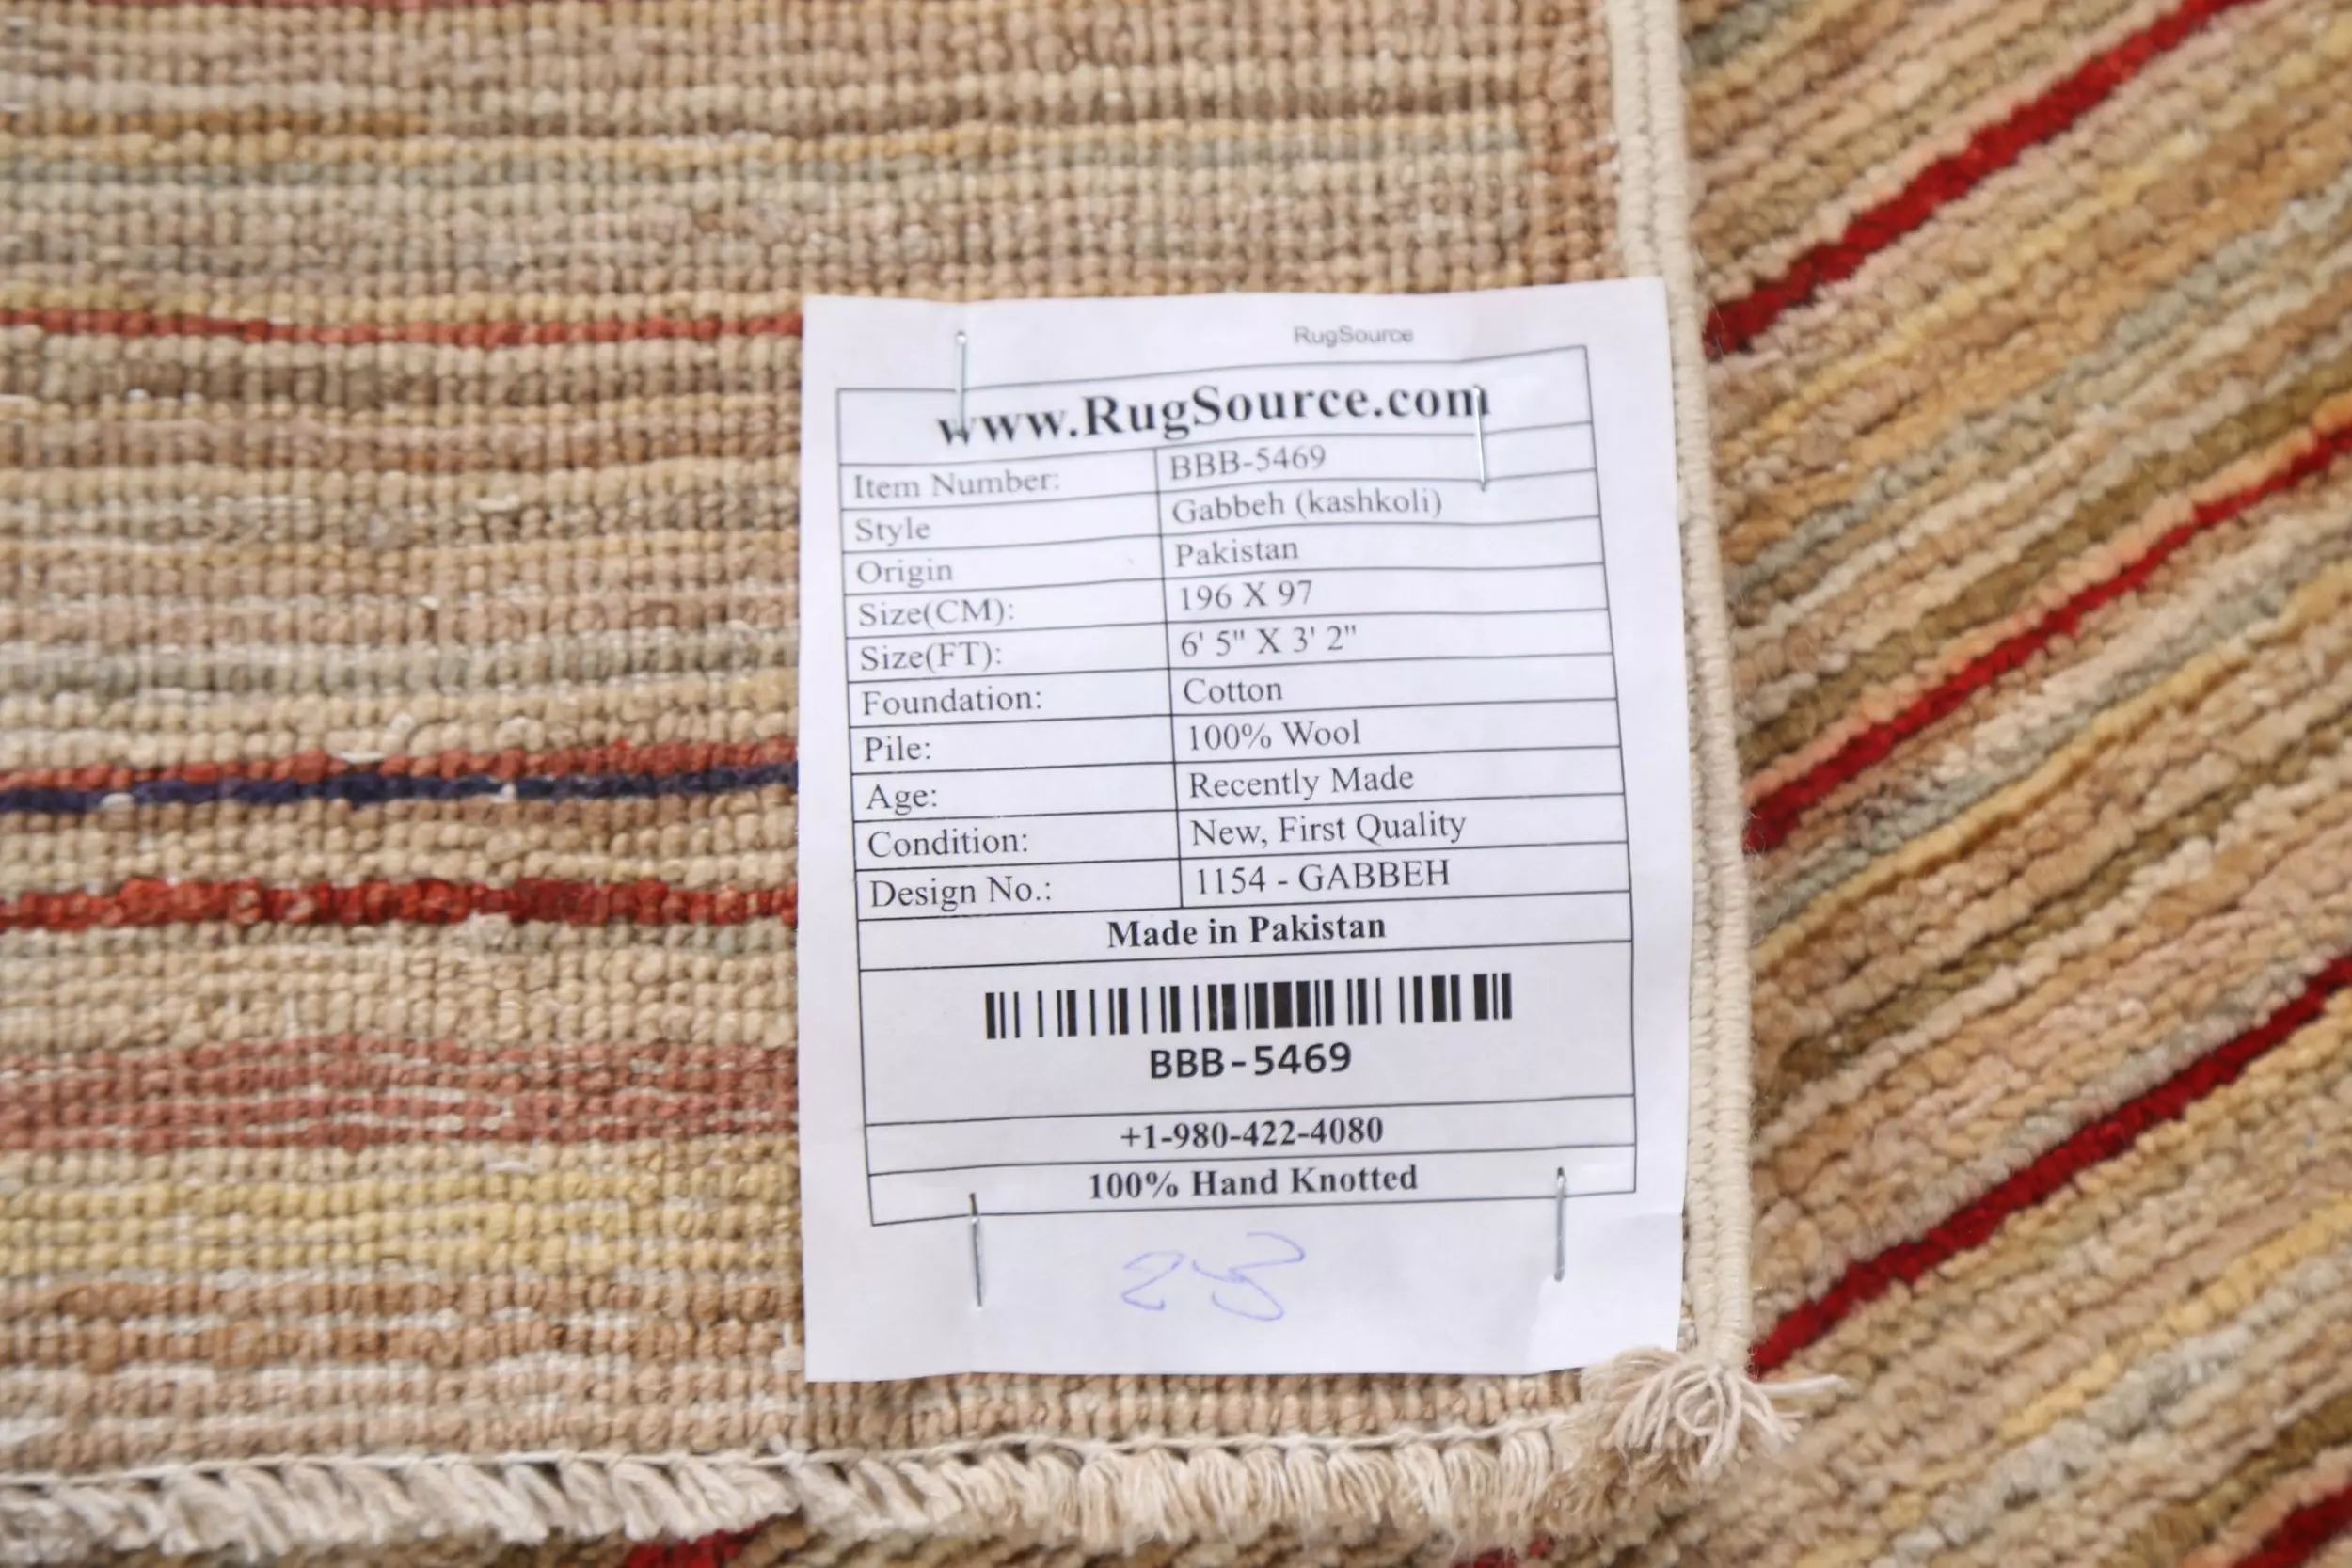 RugSource
www.RugSource.com
Item Number: BBB-5469
Style Gabbeh (kashkoli)
Origin Pakistan
Size(CM): 196 X 97
Size(FT): 6' 5" X 3' 2"
Foundation: Cotton
Pile: 100% Wool
Age: Recently Made
Condition: New, First Quality
Design No.: 1154 - GABBEH
Made in Pakistan
BBB-5469
+1-980-422-4080
100% Hand Knotted